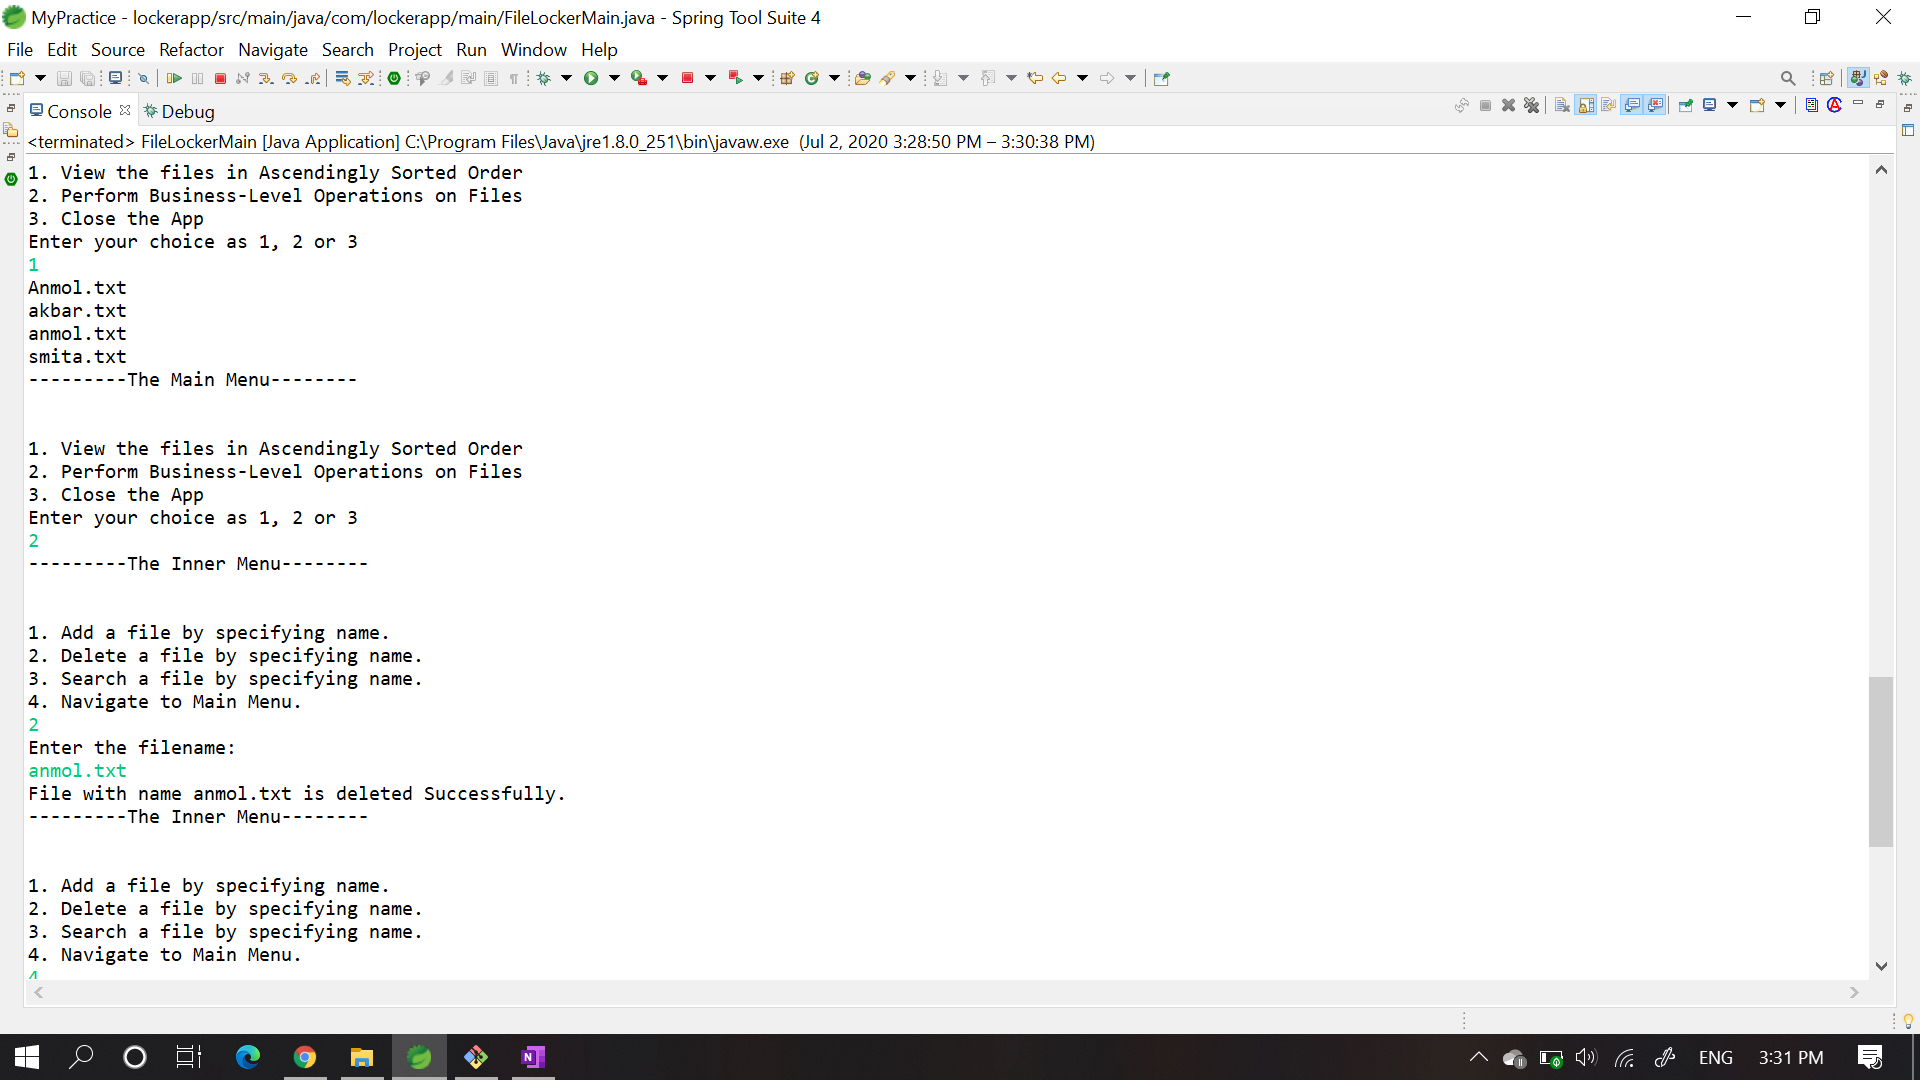 MyPractice - lockerapp/src/main/java/com/lockerapp/main/FileLockerMain.java - Spring Tool Suite 4
File Edit Source Refactor Navigate Search Project Run Window Help
Console Debug
<terminated> FileLockerMain [Java Application] C:\Program Files\Java\jre1.8.0_251\bin\javaw.exe (Jul 2, 2020 3:28:50 PM – 3:30:38 PM)
1. View the files in Ascendingly Sorted Order
2. Perform Business-Level Operations on Files
3. Close the App
Enter your choice as 1, 2 or 3
1
Anmol.txt
akbar.txt
anmol.txt
smita.txt
---------The Main Menu--------
1. View the files in Ascendingly Sorted Order
2. Perform Business-Level Operations on Files
3. Close the App
Enter your choice as 1, 2 or 3
2
---------The Inner Menu--------
1. Add a file by specifying name.
2. Delete a file by specifying name.
3. Search a file by specifying name.
4. Navigate to Main Menu.
2
Enter the filename:
anmol.txt
File with name anmol.txt is deleted Successfully.
---------The Inner Menu--------
1. Add a file by specifying name.
2. Delete a file by specifying name.
3. Search a file by specifying name.
4. Navigate to Main Menu.
4
ENG 3:31 PM